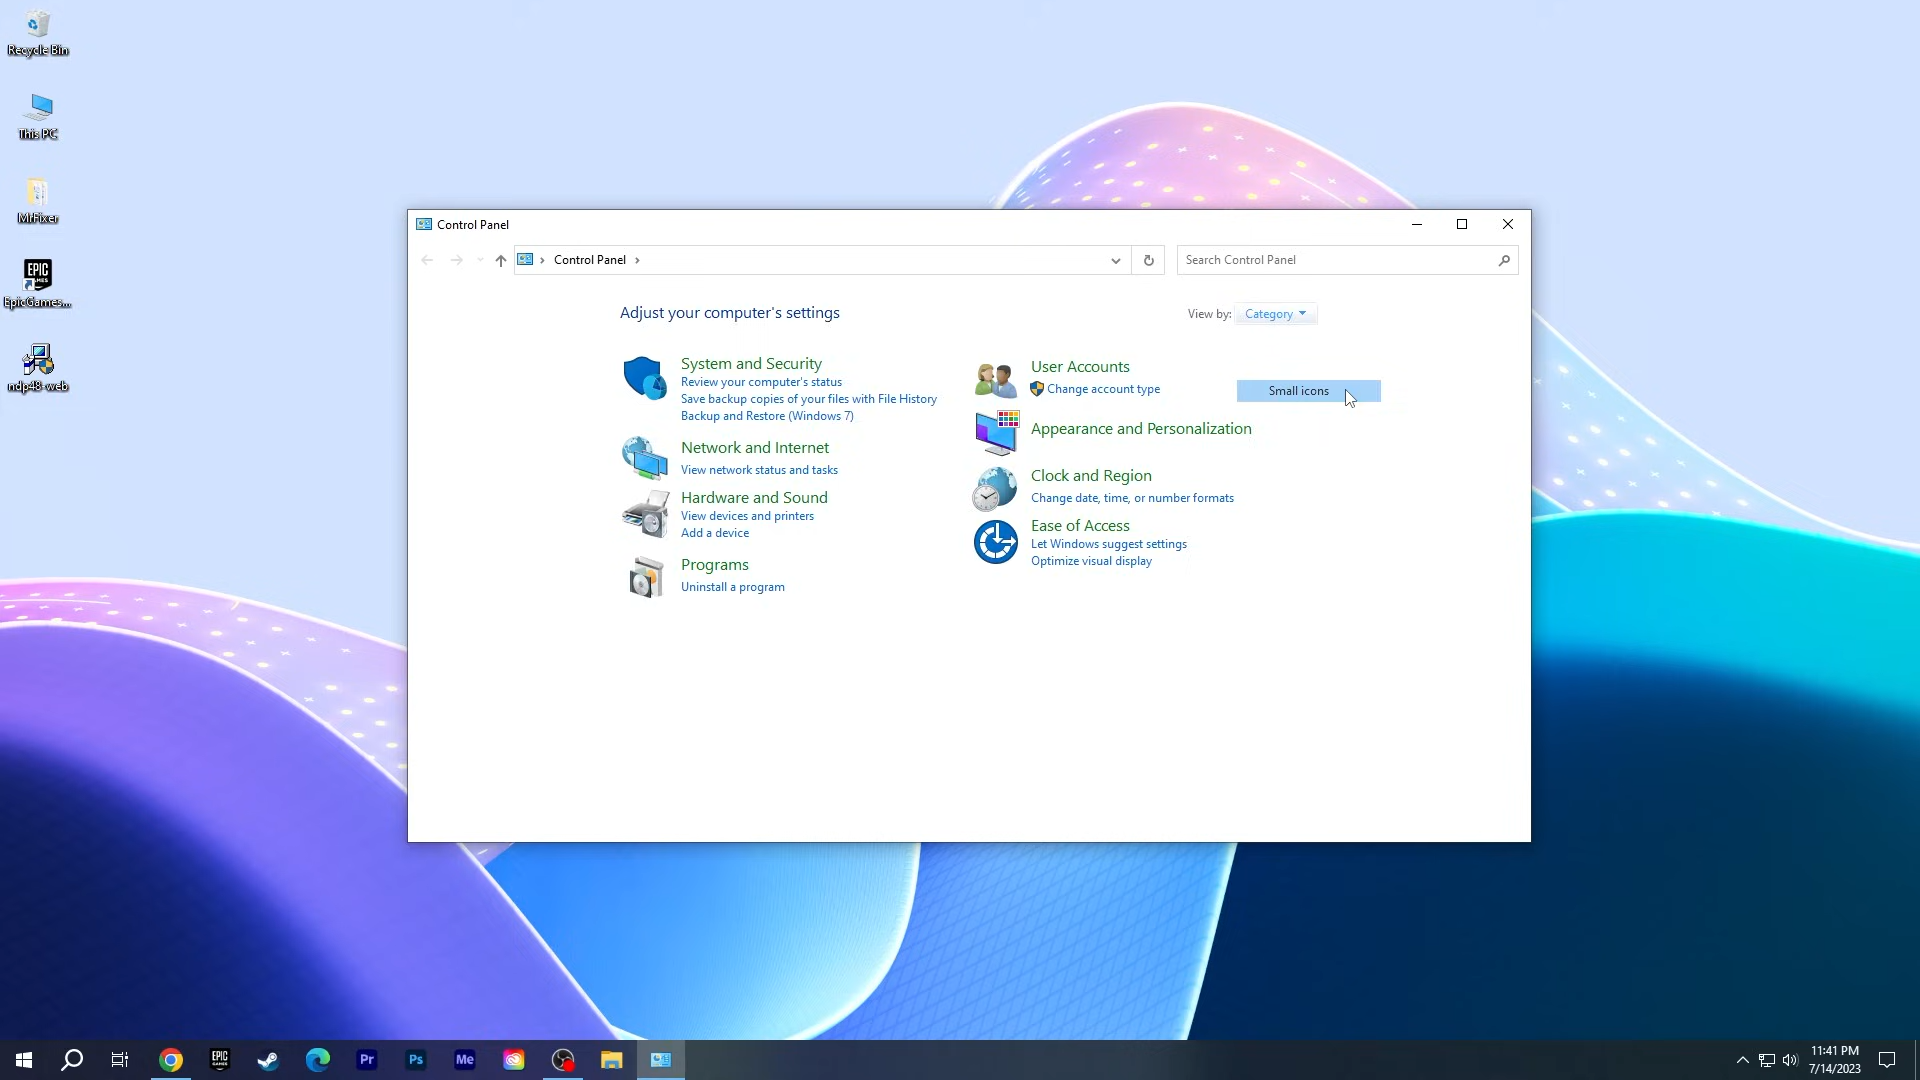 Recycle Bin
This PC
MrFixer
EPIC
GAMES
EpicGames...
ndp48-web
Control Panel
Control Panel
Search Control Panel
Adjust your computer's settings
View by:
Category
System and Security
Review your computer's status
Save backup copies of your files with File History
Backup and Restore (Windows 7)
Network and Internet
View network status and tasks
Hardware and Sound
View devices and printers
Add a device
Programs
Uninstall a program
User Accounts
Change account type
Small icons
Appearance and Personalization
Clock and Region
Change date, time, or number formats
Ease of Access
Let Windows suggest settings
Optimize visual display
EPIC
GAMES
Pr
Ps
Me
11:41 PM
7/14/2023